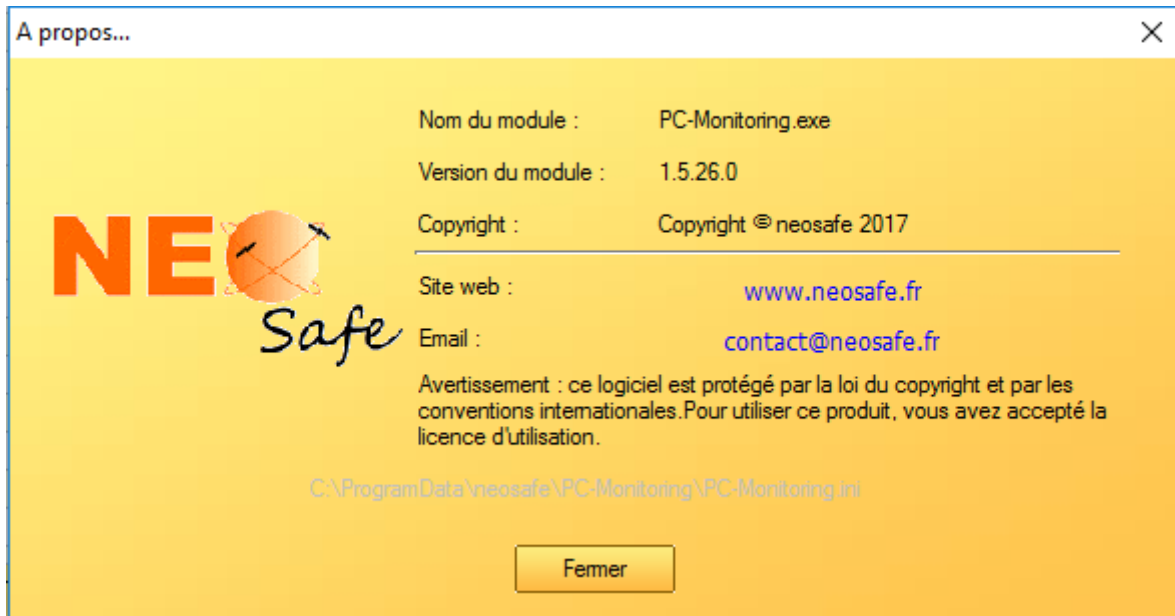 A propos...
Nom du module : PC-Monitoring.exe
Version du module : 1.5.26.0
Copyright : Copyright © neosafe 2017
NEO
Safe
Site web : www.neosafe.fr
Email : contact@neosafe.fr
Avertissement : ce logiciel est protégé par la loi du copyright et par les
conventions internationales.Pour utiliser ce produit, vous avez accepté la
licence d'utilisation.
C:\ProgramData\neosafe\PC-Monitoring\PC-Monitoring.ini
Fermer